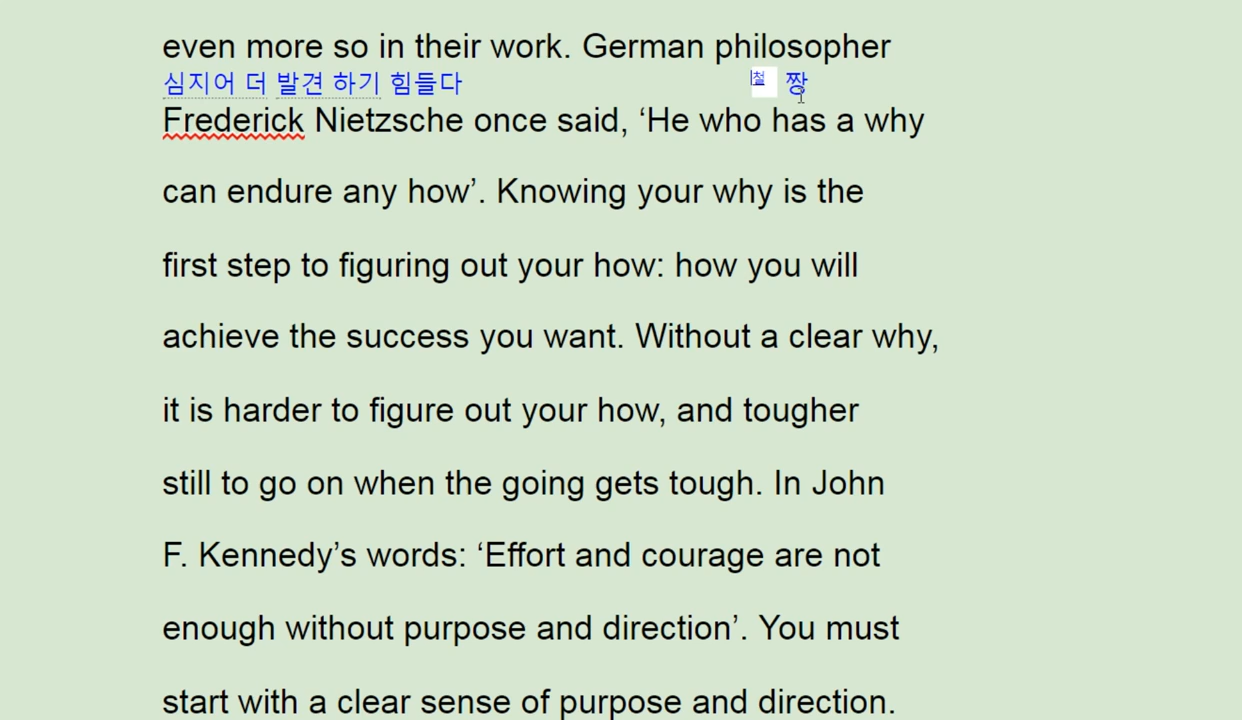 even more so in their work. German philosopher
심지어 더 발견 하기 힘들다 철 짱
Frederick Nietzsche once said, ‘He who has a why
can endure any how’. Knowing your why is the
first step to figuring out your how: how you will
achieve the success you want. Without a clear why,
it is harder to figure out your how, and tougher
still to go on when the going gets tough. In John
F. Kennedy’s words: ‘Effort and courage are not
enough without purpose and direction’. You must
start with a clear sense of purpose and direction.